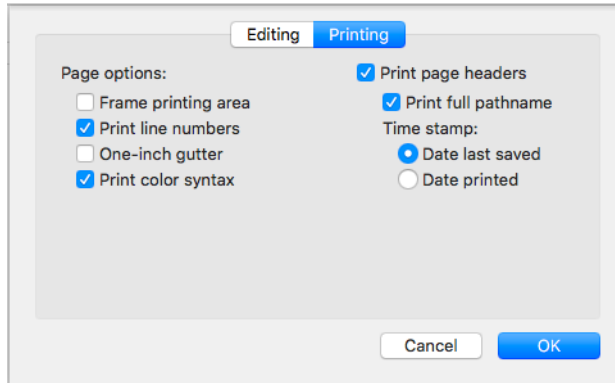 Editing Printing
Page options:
Frame printing area
Print line numbers
One-inch gutter
Print color syntax
Print page headers
Print full pathname
Time stamp:
Date last saved
Date printed
Cancel OK